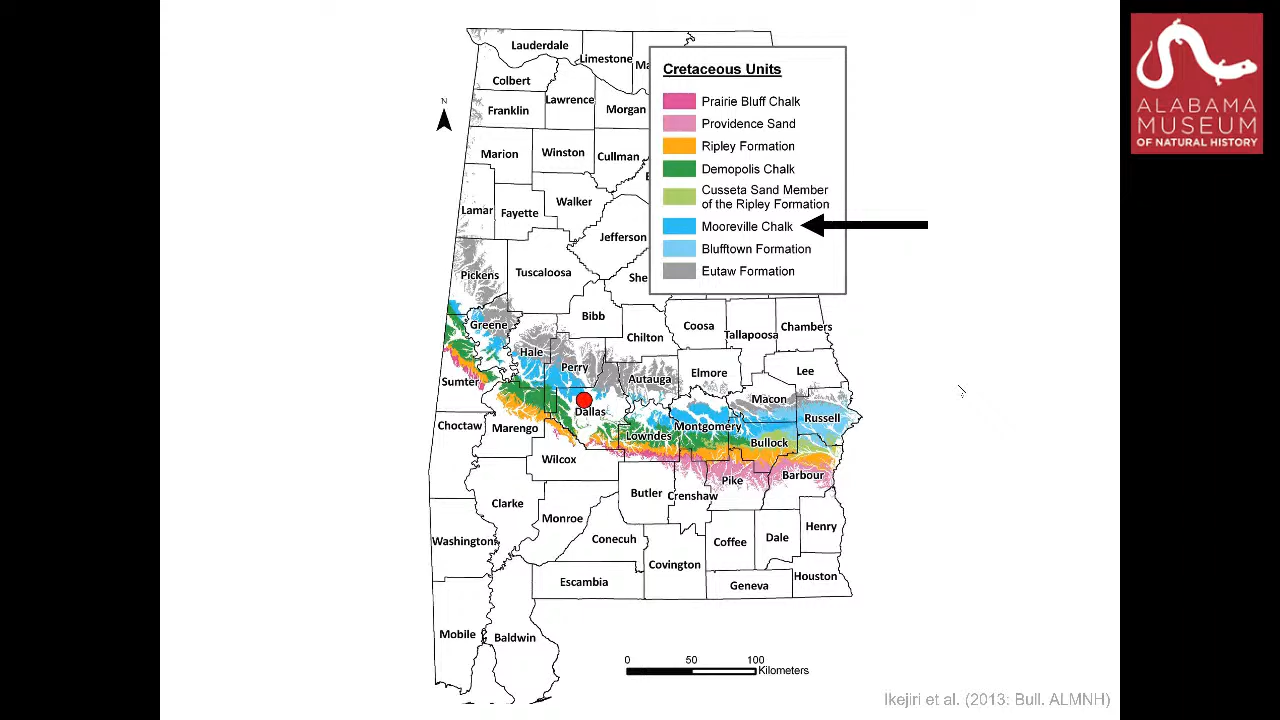 Lauderdale
Limestone
Ma
Colbert
Franklin
Lawrence
Morgan
N
Marion
Winston
Cullman
Lamar
Fayette
Walker
Jefferson
Pickens
Tuscaloosa
She
Bibb
Greene
Hale
Perry
Chilton
Coosa
Tallapoosa
Chambers
Sumter
Autauga
Elmore
Lee
Macon
Russell
Dallas
Choctaw
Marengo
Lowndes
Montgomery
Bullock
Wilcox
Butler
Crenshaw
Pike
Barbour
Clarke
Monroe
Conecuh
Covington
Coffee
Dale
Henry
Washington
Escambia
Geneva
Houston
Mobile
Baldwin
Cretaceous Units
Prairie Bluff Chalk
Providence Sand
Ripley Formation
Demopolis Chalk
Cusseta Sand Member
of the Ripley Formation
Mooreville Chalk
Blufftown Formation
Eutaw Formation
0 50 100
Kilometers
ALABAMA
MUSEUM
OF NATURAL HISTORY
Ikejiri et al. (2013: Bull. ALMNH)